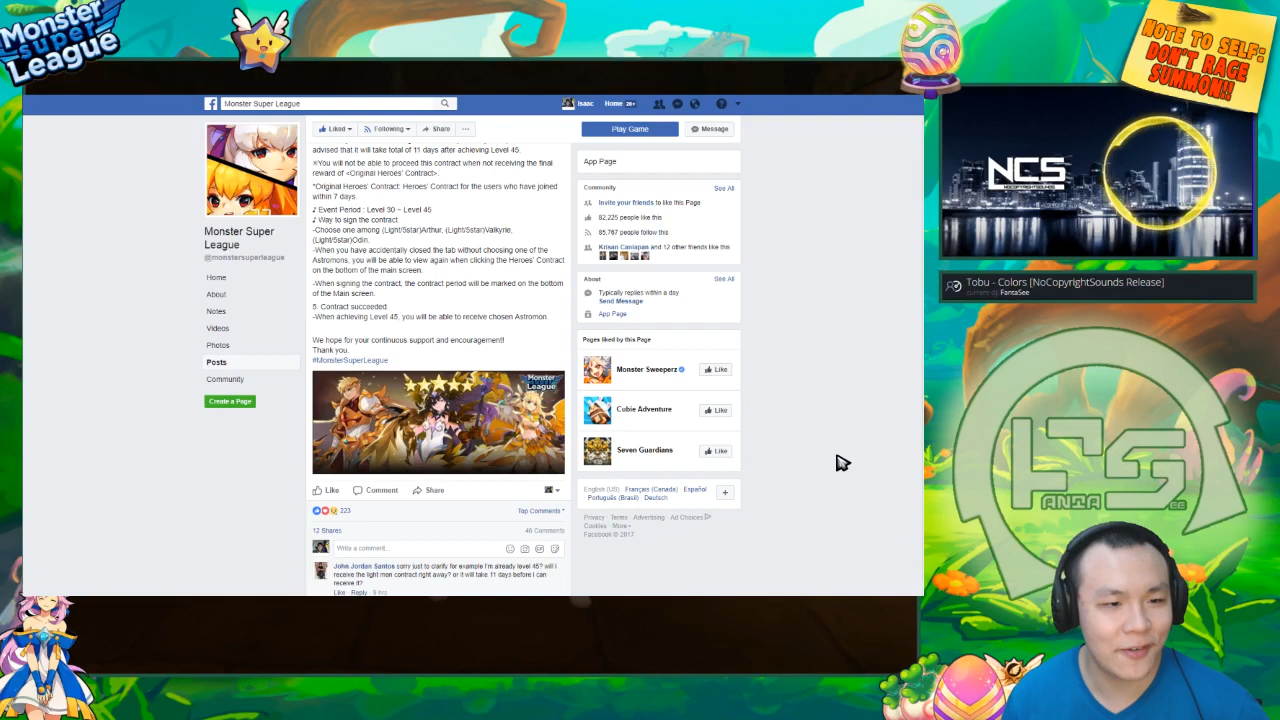 Monster
Super
League
NOTE TO SELF:
DON'T RAGE
SUMMON!!
Monster Super League
Isaac
Home 20+
Liked
Following
Share
Play Game
Message
advised that it will take total of 11 days after achieving Level 45.
※You will not be able to proceed this contract when not receiving the final
reward of <Original Heroes' Contract>.
*Original Heroes' Contract: Heroes' Contract for the users who have joined
within 7 days.
♪ Event Period : Level 30 ~ Level 45
♪ Way to sign the contract
-Choose one among (Light/5star)Arthur, (Light/5star)Valkyrie,
(Light/5star)Odin.
-When you have accidentally closed the tab without choosing one of the
Astromons, you will be able to view again when clicking the Heroes' Contract
on the bottom of the main screen.
-When signing the contract, the contract period will be marked on the bottom
of the Main screen.
5. Contract succeeded
-When achieving Level 45, you will be able to receive chosen Astromon.
We hope for your continuous support and encouragement!
Thank you.
#MonsterSuperLeague
Monster
League
Like
Comment
Share
223
Top Comments
12 Shares
46 Comments
Write a comment...
John Jordan Santos sorry just to clarify for example I'm already level 45? will i
receive the light mon contract right away? or it will take 11 days before I can
receive it?
Like · Reply · 9 hrs
Monster Super
League
@monstersuperleague
Home
About
Notes
Videos
Photos
Posts
Community
Create a Page
App Page
Community
See All
Invite your friends to like this Page
82,225 people like this
85,767 people follow this
Krisan Canlapan and 12 other friends like this
About
See All
Typically replies within a day
Send Message
App Page
Pages liked by this Page
Monster Sweeperz
Like
Cubie Adventure
Like
Seven Guardians
Like
English (US) · Français (Canada) · Español
· Português (Brasil) · Deutsch
Privacy · Terms · Advertising · Ad Choices
Cookies · More
Facebook © 2017
NCS
NOCOPYRIGHTSOUNDS
Tobu - Colors [NoCopyrightSounds Release]
current dj: FantaSee
FANTA
SEE